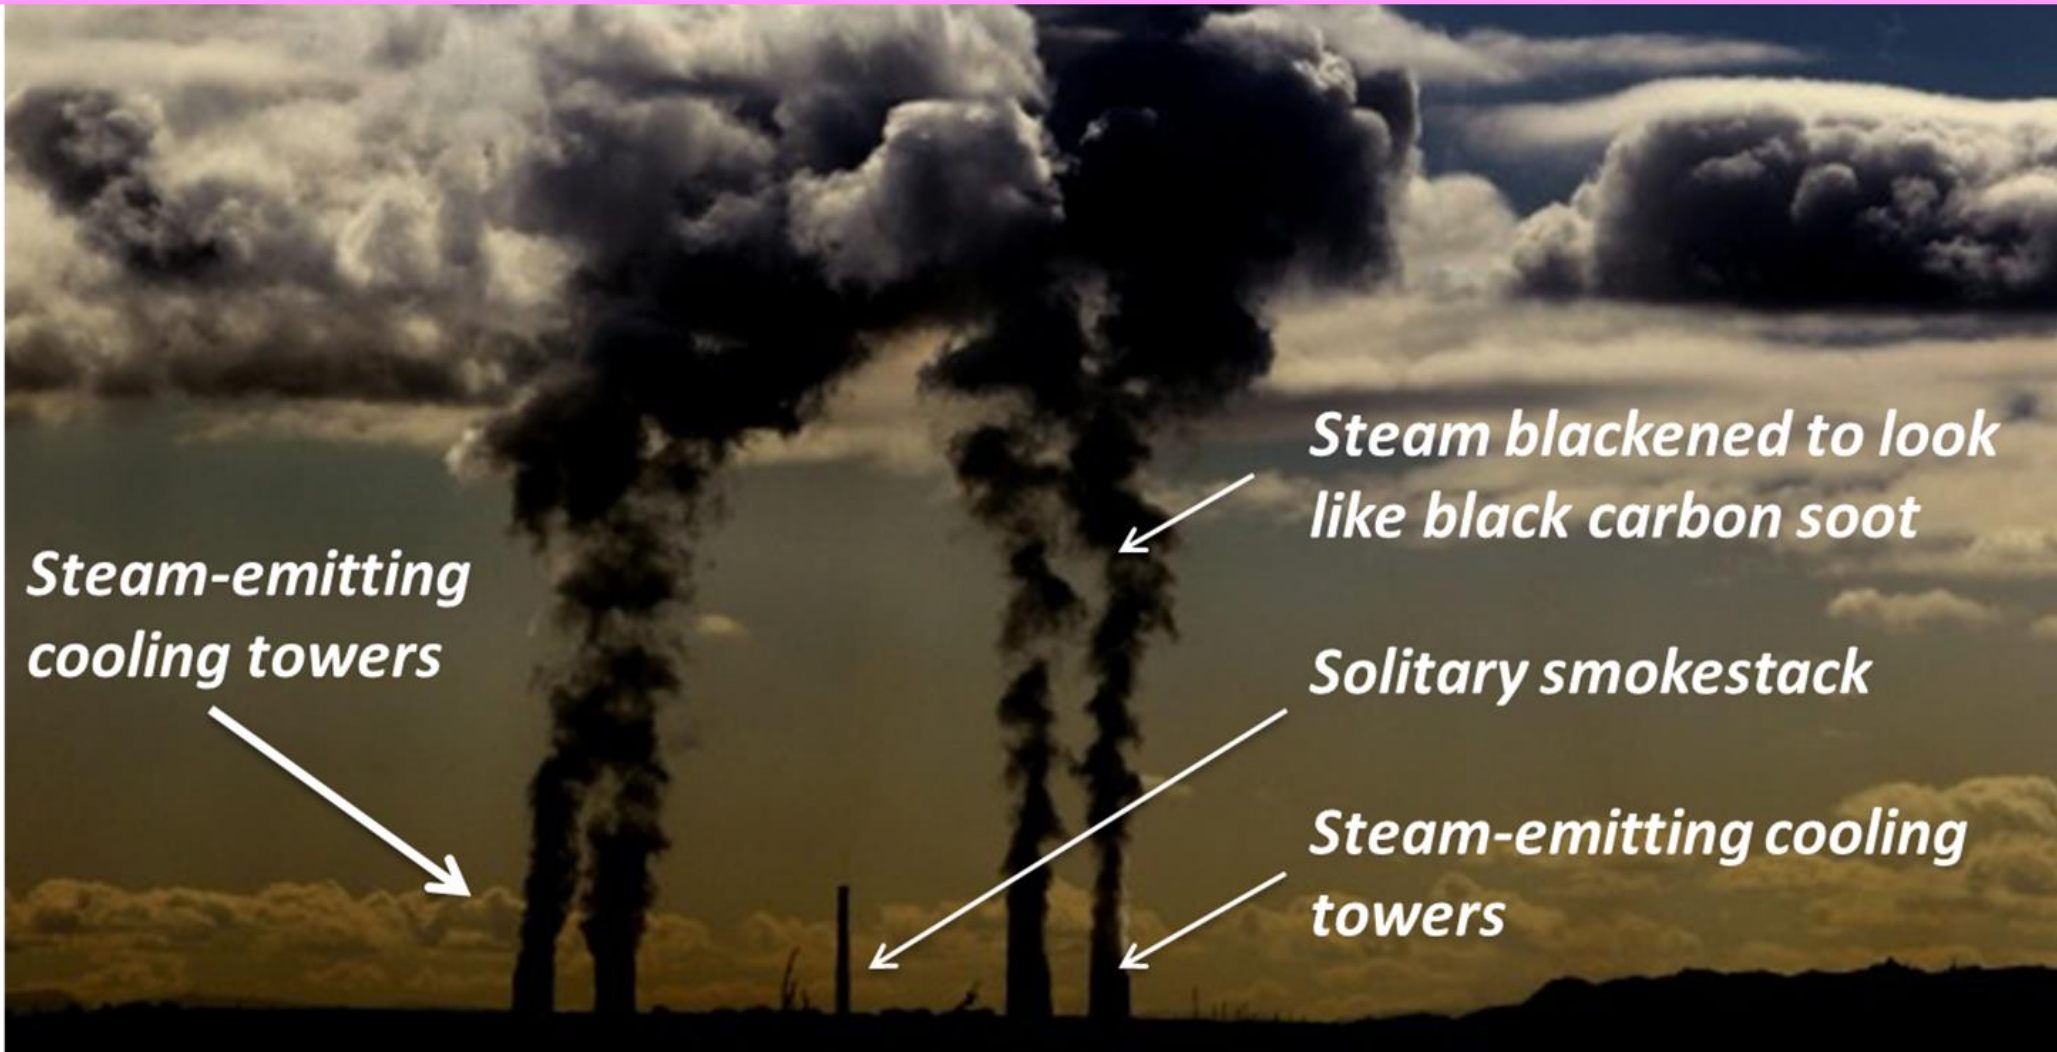 Steam blackened to look
like black carbon soot
Steam-emitting
cooling towers
Solitary smokestack
Steam-emitting cooling
towers